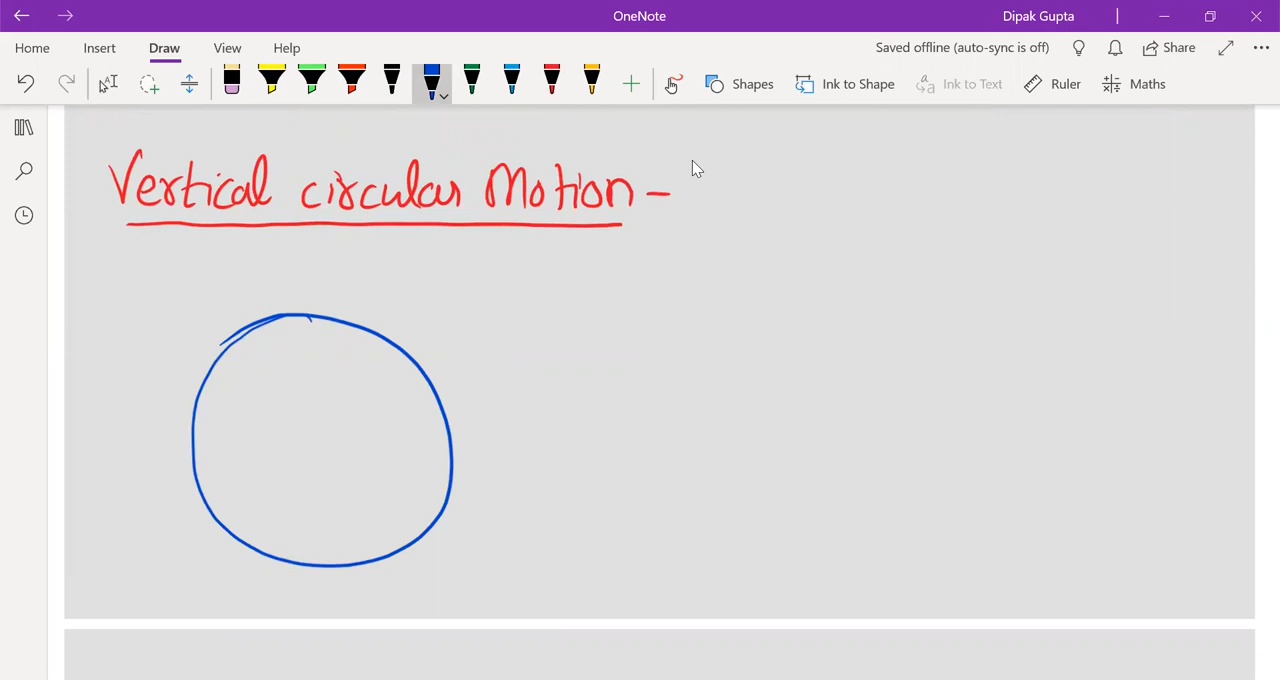 OneNote
Dipak Gupta
Home Insert Draw View Help
Saved offline (auto-sync is off) Share
Shapes Ink to Shape Ink to Text Ruler Maths
Vertical circular Motion -